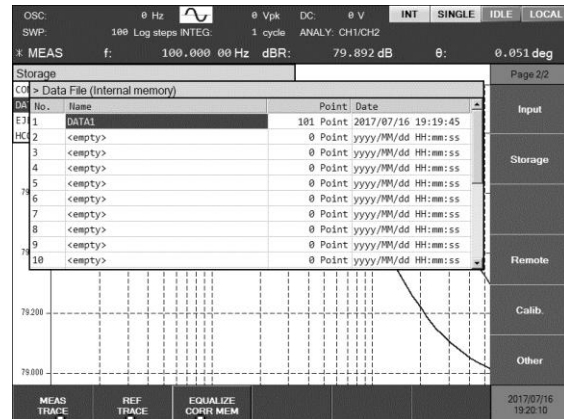 OSC: 0 Hz 0 Vpk DC: 0 V INT SINGLE IDLE LOCAL
SWP: 100 Log steps INTEG: 1 cycle ANALY: CH1/CH2
* MEAS f: 100.000 00 Hz dBR: 79.892 dB θ: 0.051 deg
Storage Page 2/2
> Data File (Internal memory)
No. Name Point Date
1 DATA1 101 Point 2017/07/16 19:19:45
2 <empty> 0 Point yyyy/MM/dd HH:mm:ss
3 <empty> 0 Point yyyy/MM/dd HH:mm:ss
4 <empty> 0 Point yyyy/MM/dd HH:mm:ss
5 <empty> 0 Point yyyy/MM/dd HH:mm:ss
6 <empty> 0 Point yyyy/MM/dd HH:mm:ss
7 <empty> 0 Point yyyy/MM/dd HH:mm:ss
8 <empty> 0 Point yyyy/MM/dd HH:mm:ss
9 <empty> 0 Point yyyy/MM/dd HH:mm:ss
10 <empty> 0 Point yyyy/MM/dd HH:mm:ss
Input
Storage
Remote
Calib.
Other
79.200
79.000
MEAS TRACE
REF TRACE
EQUALIZE CORR MEM
2017/07/16
19:20:10